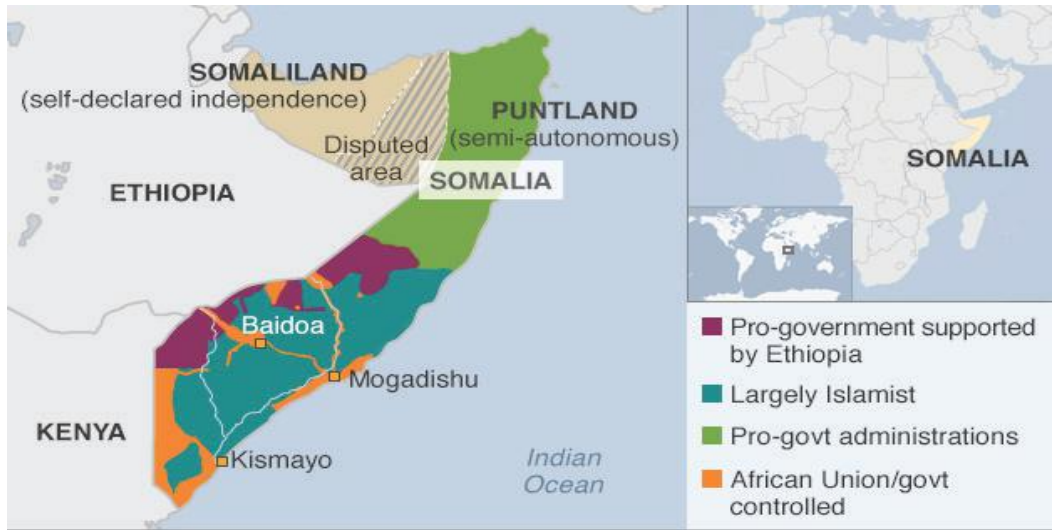 SOMALILAND
(self-declared independence)
PUNTLAND
(semi-autonomous)
Disputed
area
SOMALIA
ETHIOPIA
Baidoa
Mogadishu
KENYA
Kismayo
Indian
Ocean
SOMALIA
Pro-government supported
by Ethiopia
Largely Islamist
Pro-govt administrations
African Union/govt
controlled